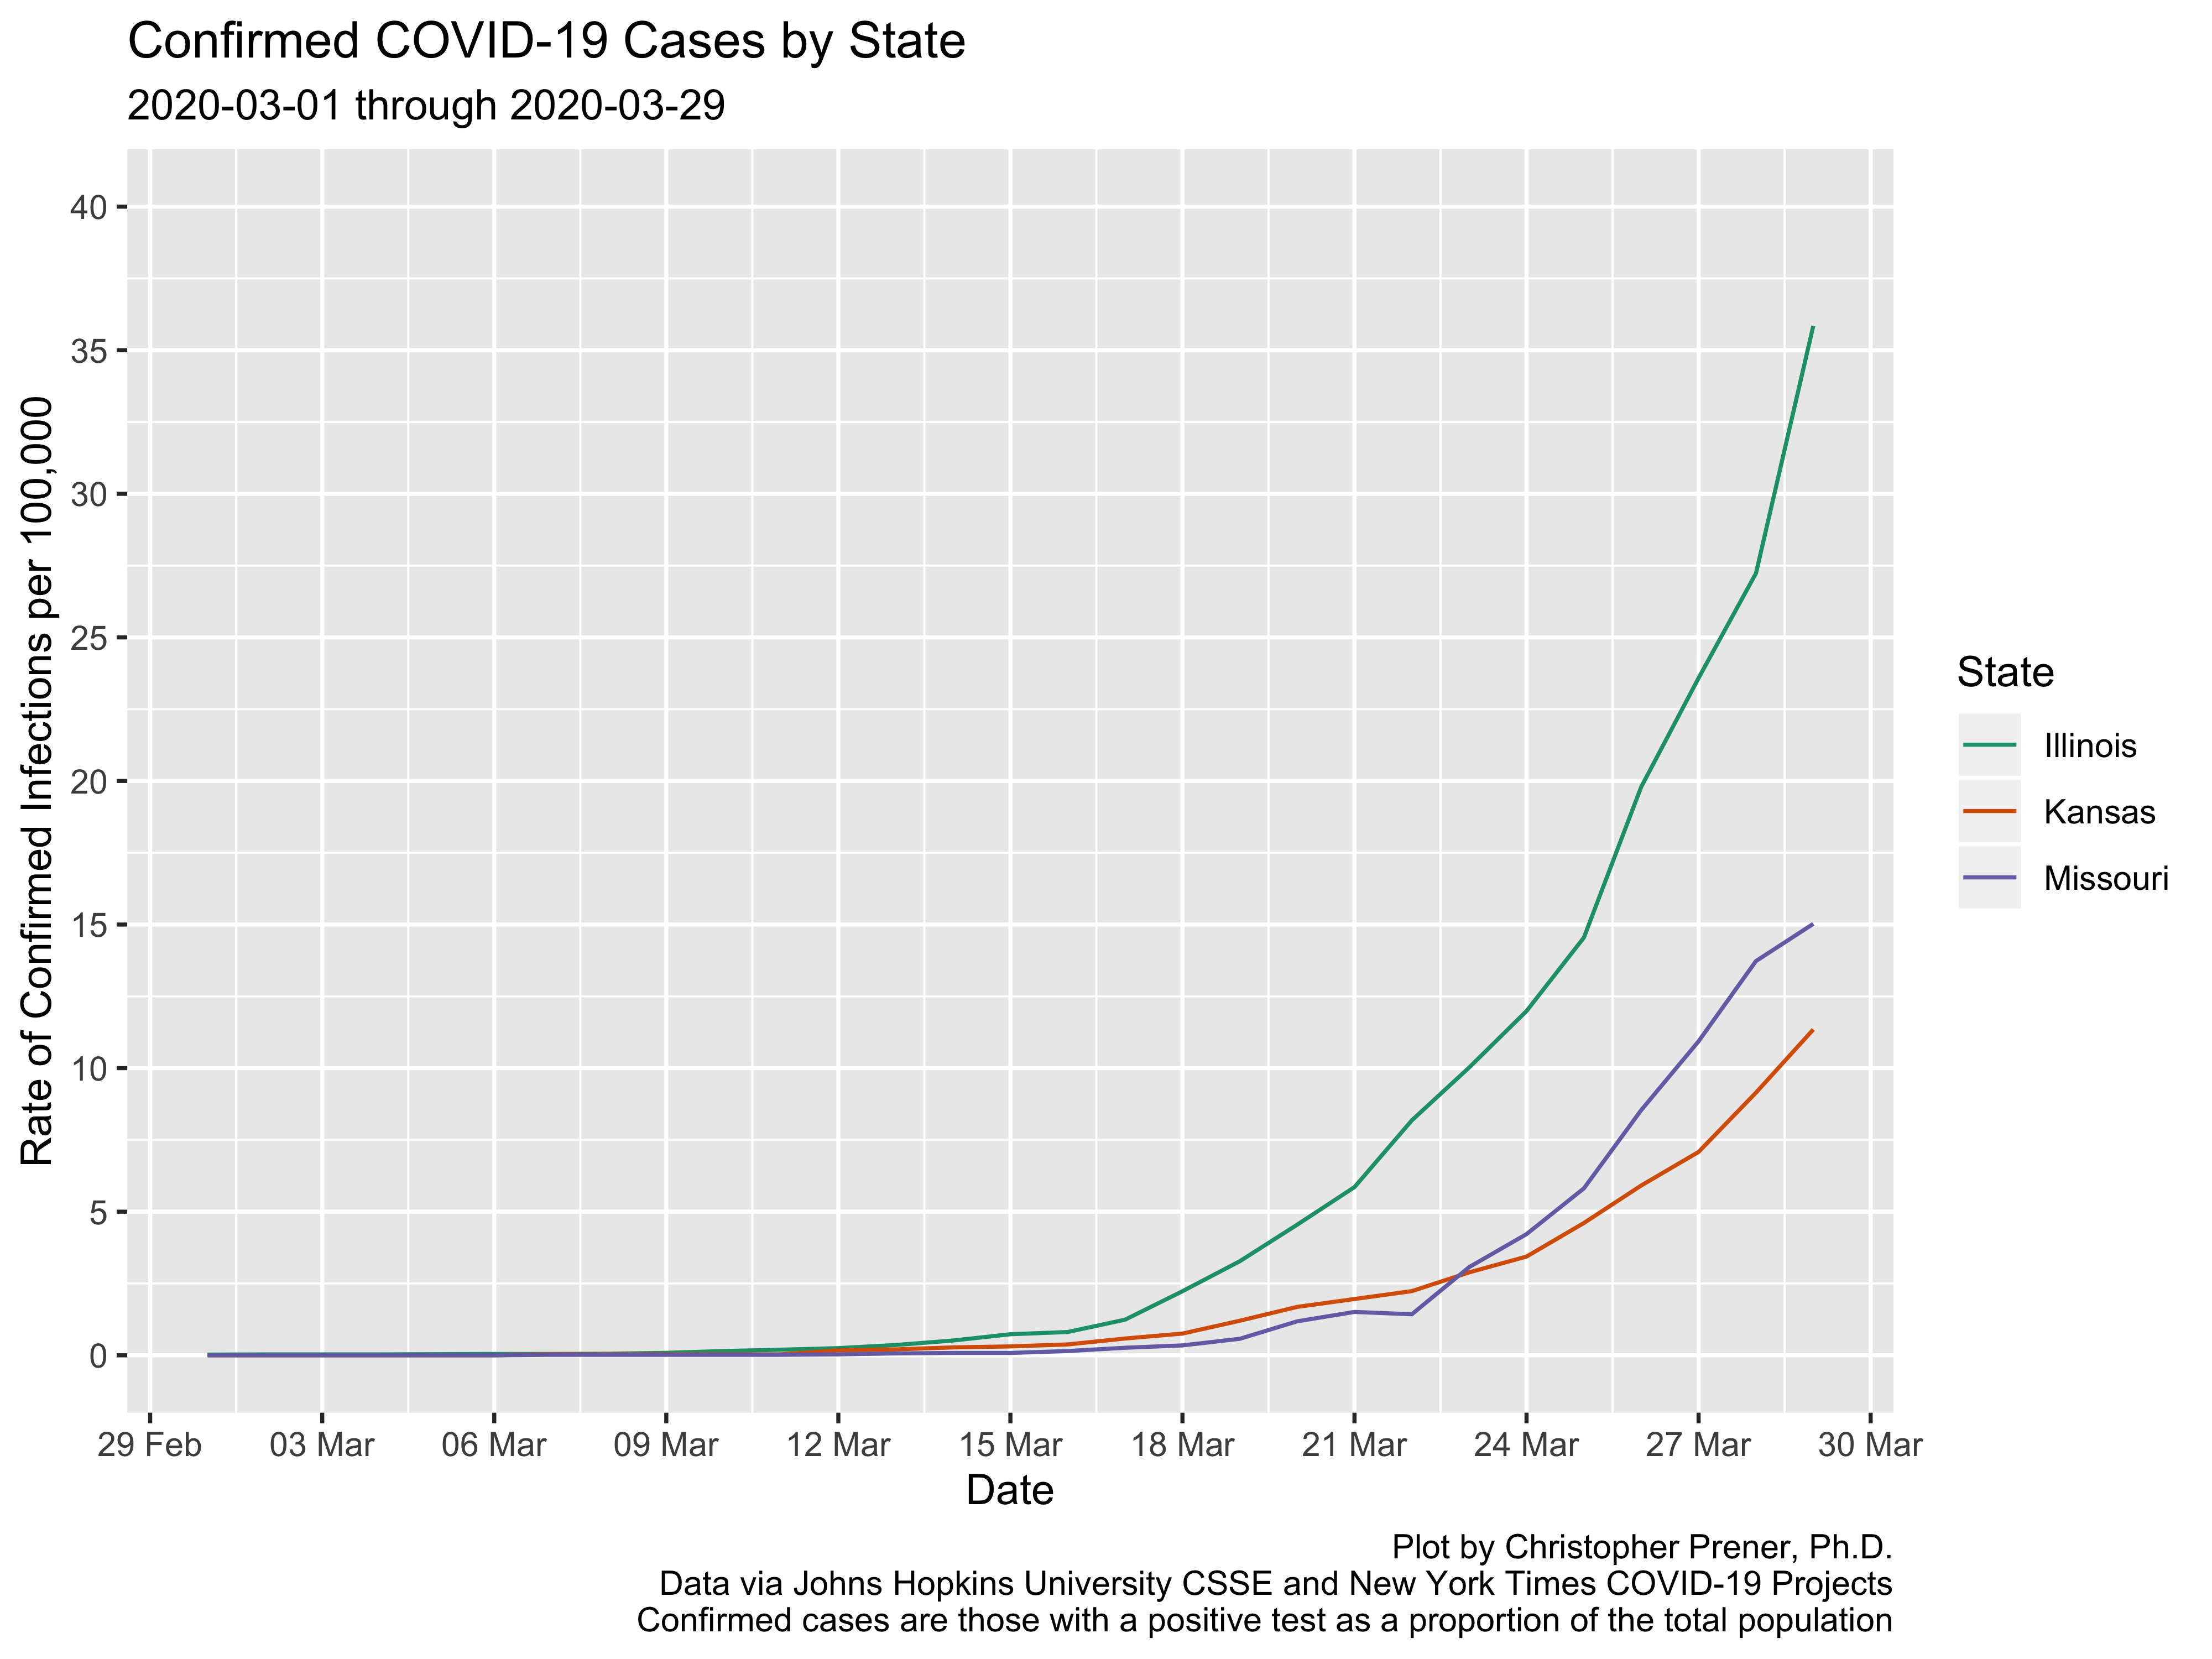 Confirmed COVID-19 Cases by State
2020-03-01 through 2020-03-29
Rate of Confirmed Infections per 100,000
40
35
30
25
20
15
10
5
0
29 Feb
03 Mar
06 Mar
09 Mar
12 Mar
15 Mar
18 Mar
21 Mar
24 Mar
27 Mar
30 Mar
Date
State
Illinois
Kansas
Missouri
Plot by Christopher Prener, Ph.D.
Data via Johns Hopkins University CSSE and New York Times COVID-19 Projects
Confirmed cases are those with a positive test as a proportion of the total population